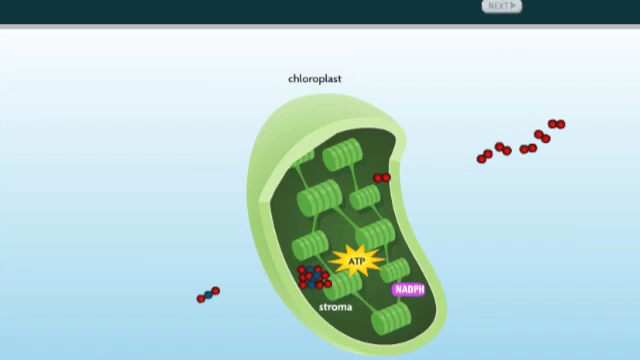 NEXT
chloroplast
ATP
NADPH
stroma